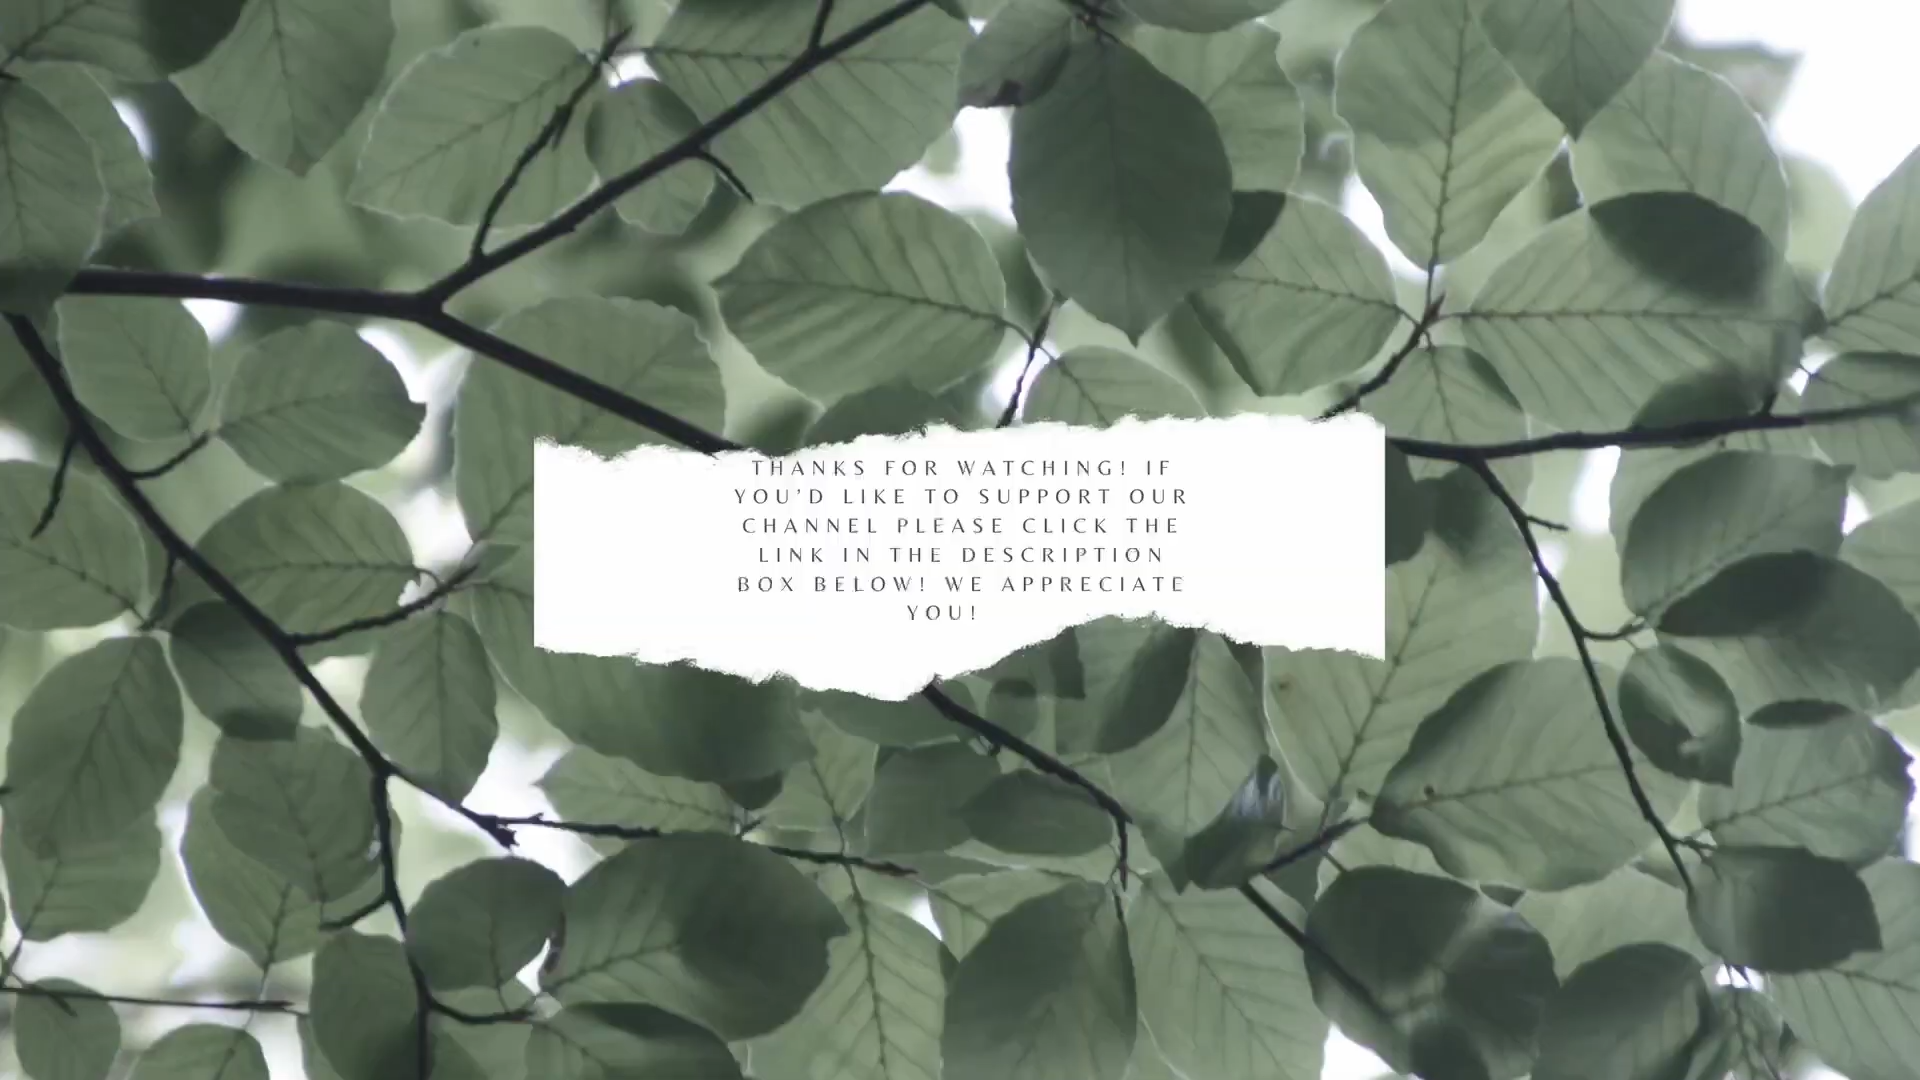 THANKS FOR WATCHING! IF
YOU'D LIKE TO SUPPORT OUR
CHANNEL PLEASE CLICK THE
LINK IN THE DESCRIPTION
BOX BELOW! WE APPRECIATE
YOU!